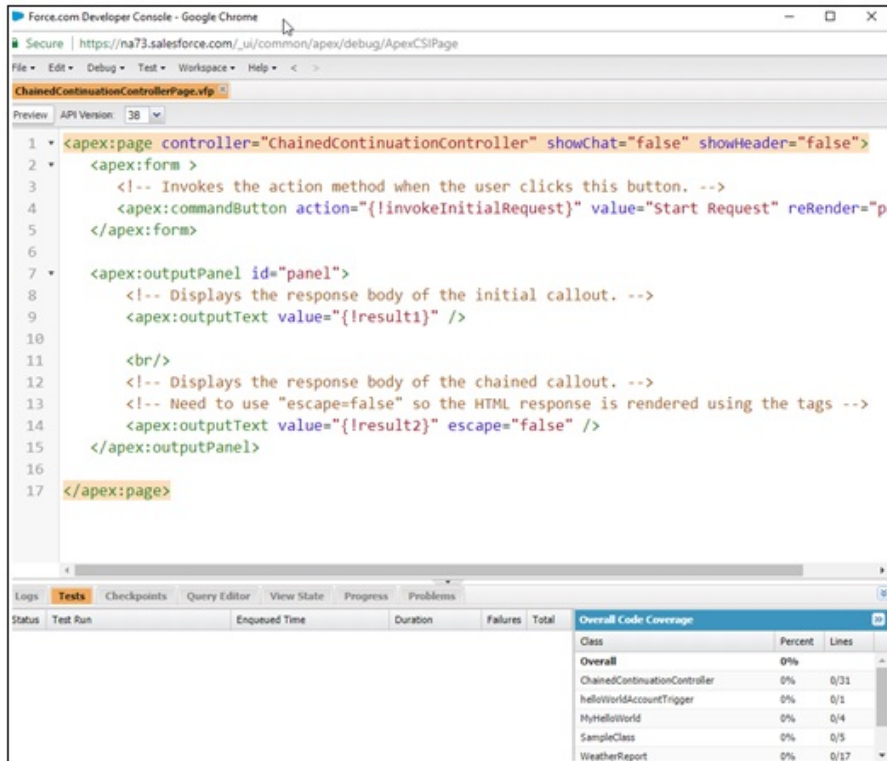 Force.com Developer Console - Google Chrome
Secure | https://na73.salesforce.com/_ui/common/apex/debug/ApexCSIPage
File Edit Debug Test Workspace Help < >
ChainedContinuationControllerPage.vfp
Preview API Version: 38
1 <apex:page controller="ChainedContinuationController" showChat="false" showHeader="false">
2 <apex:form >
3 <!-- Invokes the action method when the user clicks this button. -->
4 <apex:commandButton action="{!invokeInitialRequest}" value="Start Request" reRender="p
5 </apex:form>
6
7 <apex:outputPanel id="panel">
8 <!-- Displays the response body of the initial callout. -->
9 <apex:outputText value="{!result1}" />
10
11 <br/>
12 <!-- Displays the response body of the chained callout. -->
13 <!-- Need to use "escape=false" so the HTML response is rendered using the tags -->
14 <apex:outputText value="{!result2}" escape="false" />
15 </apex:outputPanel>
16
17 </apex:page>
Logs Tests Checkpoints Query Editor View State Progress Problems
Status Test Run Enqueued Time Duration Failures Total Overall Code Coverage
Class Percent Lines
Overall 0%
ChainedContinuationController 0% 0/31
helloWorldAccountTrigger 0% 0/1
MyHelloWorld 0% 0/4
SampleClass 0% 0/5
WeatherReport 0% 0/17